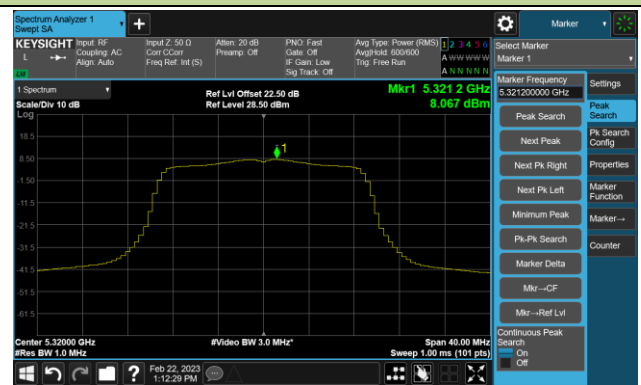 Spectrum Analyzer 1
Swept SA
Marker
KEYSIGHT
L
Input: RF
Coupling: AC
Align: Auto
Input Z: 50 Ω
Corr CCorr
Freq Ref: Int (S)
Atten: 20 dB
Preamp: Off
PNO: Fast
Gate: Off
IF Gain: Low
Sig Track: Off
Avg Type: Power (RMS)
Avg|Hold: 600/600
Trig: Free Run
1 2 3 4 5 6
A W W W W W
A N N N N N
Select Marker
Marker 1
1 Spectrum
Scale/Div 10 dB
Log
Ref Lvl Offset 22.50 dB
Ref Level 28.50 dBm
Mkr1 5.321 2 GHz
8.067 dBm
1
18.5
8.50
-1.50
-11.5
-21.5
-31.5
-41.5
-51.5
-61.5
Center 5.32000 GHz
#Res BW 1.0 MHz
#Video BW 3.0 MHz*
Span 40.00 MHz
Sweep 1.00 ms (101 pts)
Marker Frequency
5.321200000 GHz
Peak Search
Next Peak
Next Pk Right
Next Pk Left
Minimum Peak
Pk-Pk Search
Marker Delta
Mkr→CF
Mkr→Ref Lvl
Continuous Peak
Search
On
Off
Settings
Peak
Search
Pk Search
Config
Properties
Marker
Function
Marker→
Counter
?
Feb 22, 2023
1:12:29 PM